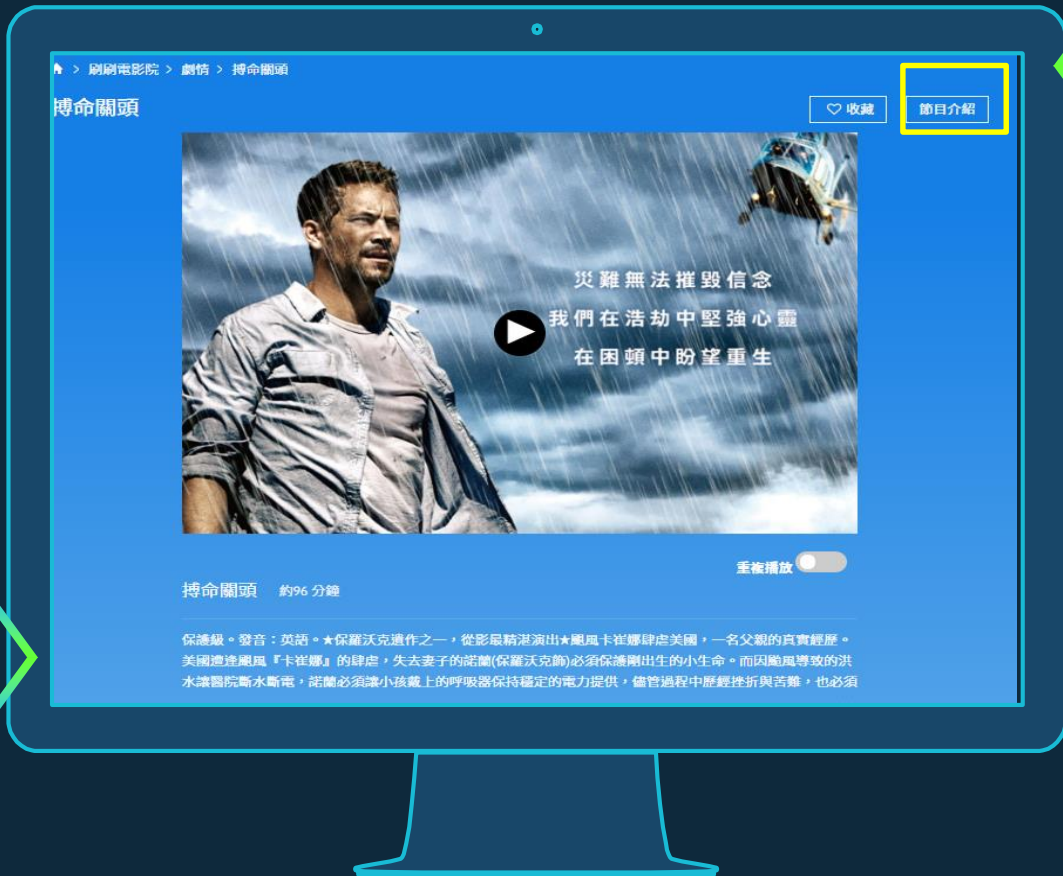 > 刷刷電影院 > 劇情 > 搏命關頭
搏命關頭
♡ 收藏
節目介紹
災難無法摧毀信念
我們在浩劫中堅強心靈
在困頓中盼望重生
重複播放
搏命關頭 約96 分鐘
保護級。發音：英語。★保羅沃克遺作之一，從影最精湛演出★颶風卡崔娜肆虐美國，一名父親的真實經歷。
美國遭逢颶風『卡崔娜』的肆虐，失去妻子的諾蘭(保羅沃克飾)必須保護剛出生的小生命。而因颶風導致的洪
水讓醫院斷水斷電，諾蘭必須讓小孩戴上的呼吸器保持穩定的電力提供，儘管過程中歷經挫折與苦難，也必須